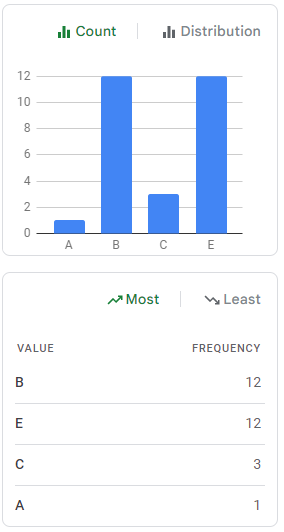 Count Distribution
12
10
8
6
4
2
0
A B C E
Most Least
VALUE FREQUENCY
B 12
E 12
C 3
A 1